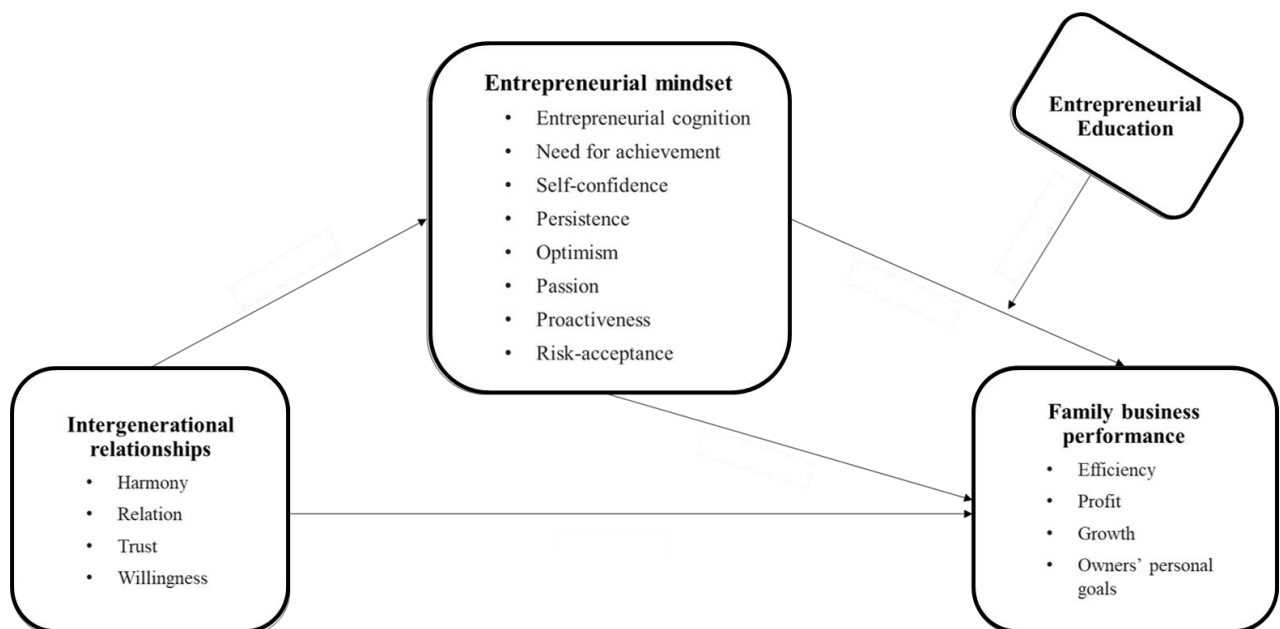 Entrepreneurial mindset
• Entrepreneurial cognition
• Need for achievement
• Self-confidence
• Persistence
• Optimism
• Passion
• Proactiveness
• Risk-acceptance
Entrepreneurial
Education
Intergenerational
relationships
• Harmony
• Relation
• Trust
• Willingness
Family business
performance
• Efficiency
• Profit
• Growth
• Owners’ personal
goals